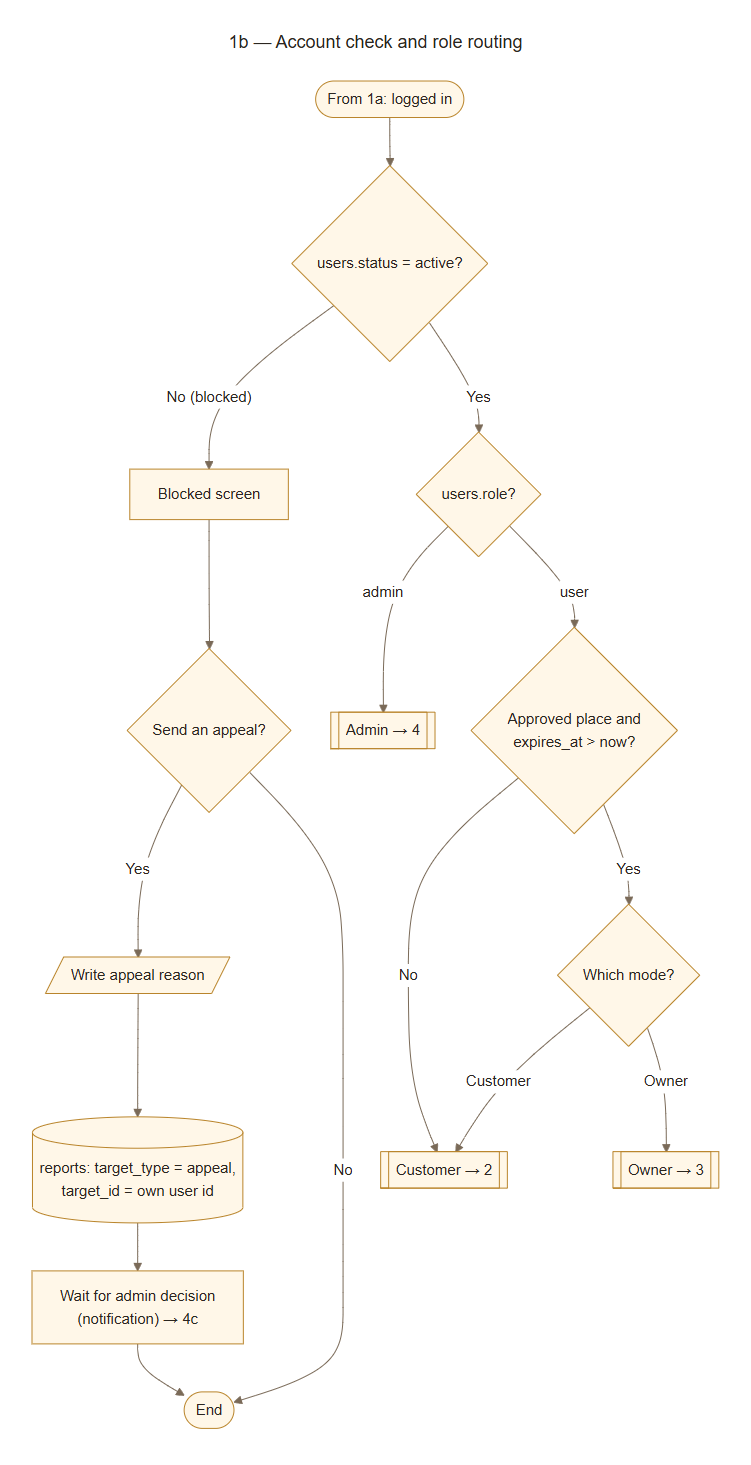 1b — Account check and role routing
From 1a: logged in
users.status = active?
No (blocked)
Yes
Blocked screen
users.role?
admin
user
Send an appeal?
Admin → 4
Approved place and
expires_at > now?
Yes
Yes
Write appeal reason
No
Which mode?
Customer
Owner
reports: target_type = appeal,
target_id = own user id
No
Customer → 2
Owner → 3
Wait for admin decision
(notification) → 4c
End